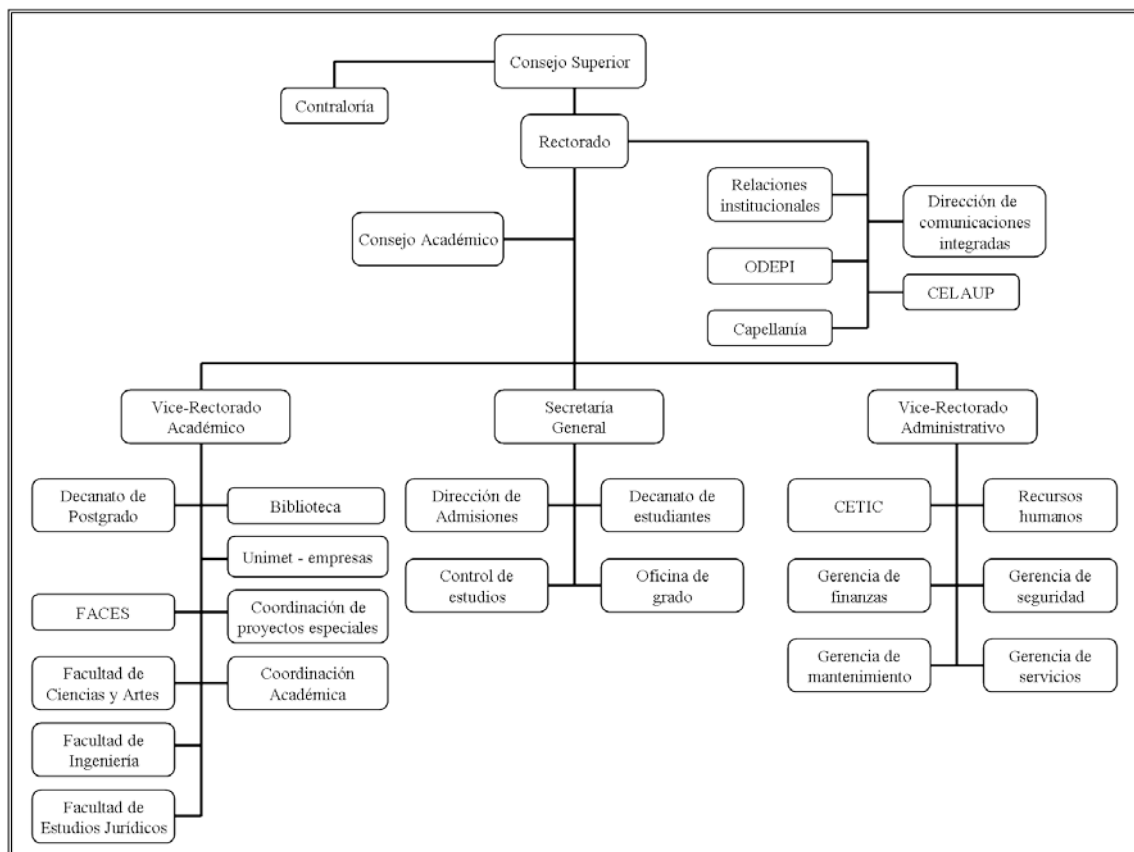 Consejo Superior
Contraloría
Rectorado
Relaciones
institucionales
Dirección de
comunicaciones
integradas
Consejo Académico
ODEPI
CELAUP
Capellanía
Vice-Rectorado
Académico
Secretaría
General
Vice-Rectorado
Administrativo
Decanato de
Postgrado
Biblioteca
Unimet - empresas
FACES
Coordinación de
proyectos especiales
Facultad de
Ciencias y Artes
Coordinación
Académica
Facultad de
Ingeniería
Facultad de
Estudios Jurídicos
Dirección de
Admisiones
Decanato de
estudiantes
Control de
estudios
Oficina de
grado
CETIC
Recursos
humanos
Gerencia de
finanzas
Gerencia de
seguridad
Gerencia de
mantenimiento
Gerencia de
servicios